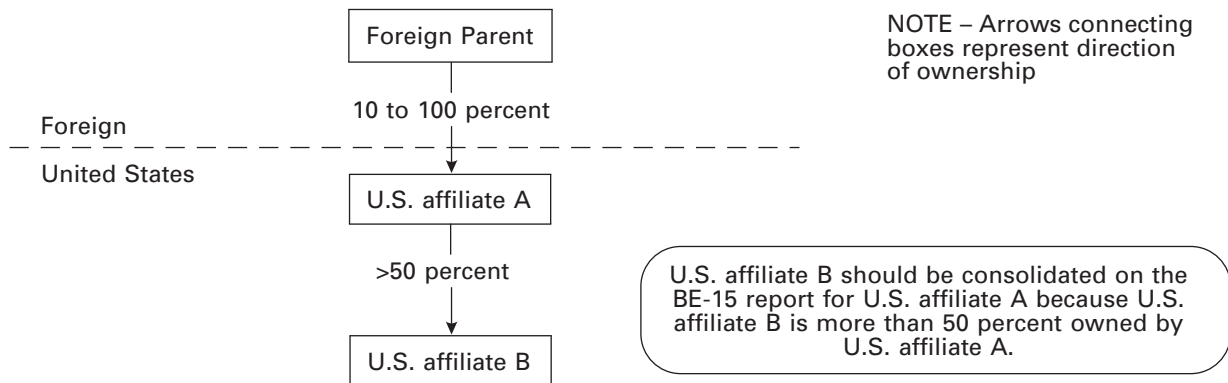 Foreign Parent
NOTE – Arrows connecting
boxes represent direction
of ownership
10 to 100 percent
Foreign
United States
U.S. affiliate A
>50 percent
U.S. affiliate B should be consolidated on the
BE-15 report for U.S. affiliate A because U.S.
affiliate B is more than 50 percent owned by
U.S. affiliate A.
U.S. affiliate B